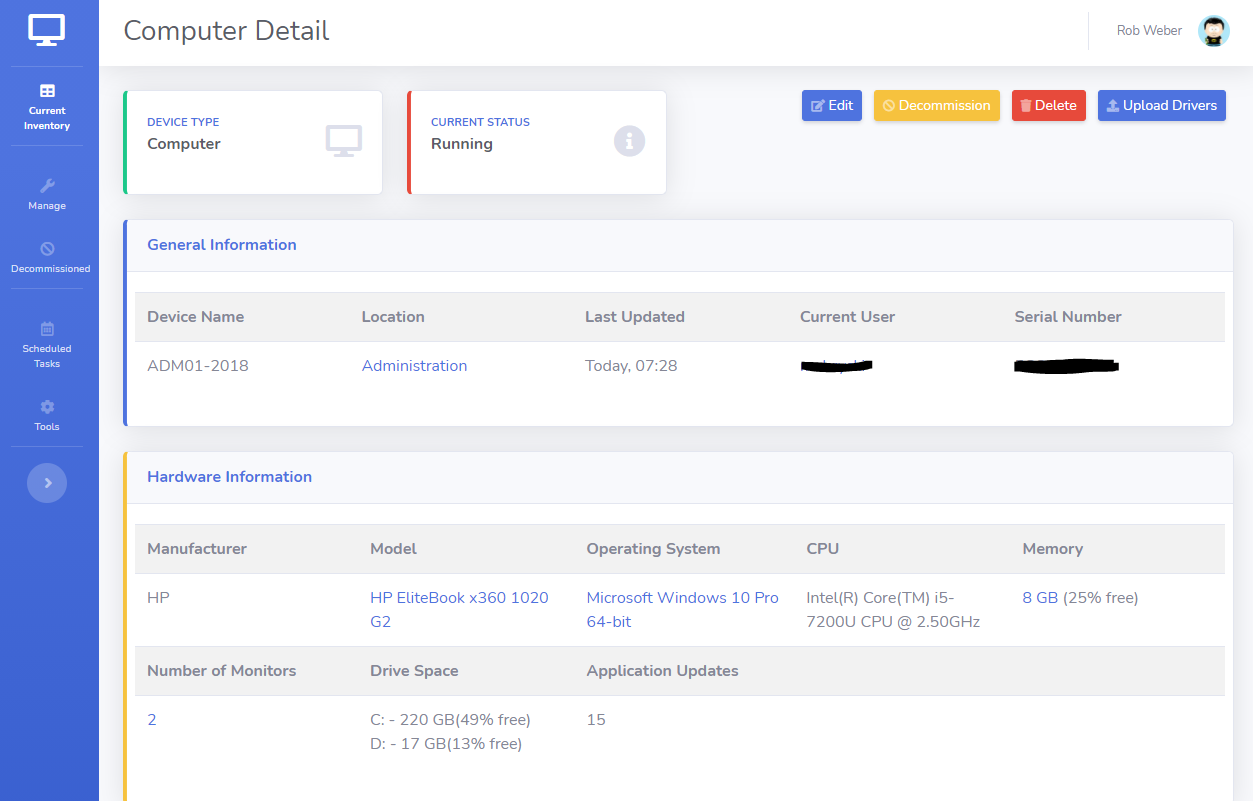 Computer Detail
Rob Weber
Current
Inventory
Manage
Decommissioned
Scheduled
Tasks
Tools
DEVICE TYPE
Computer
CURRENT STATUS
Running
Edit
Decommission
Delete
Upload Drivers
General Information
Device Name Location Last Updated Current User Serial Number
ADM01-2018 Administration Today, 07:28
Hardware Information
Manufacturer Model Operating System CPU Memory
HP HP EliteBook x360 1020 Microsoft Windows 10 Pro Intel(R) Core(TM) i5- 8 GB (25% free)
G2 64-bit 7200U CPU @ 2.50GHz
Number of Monitors Drive Space Application Updates
2 C: - 220 GB(49% free) 15
D: - 17 GB(13% free)